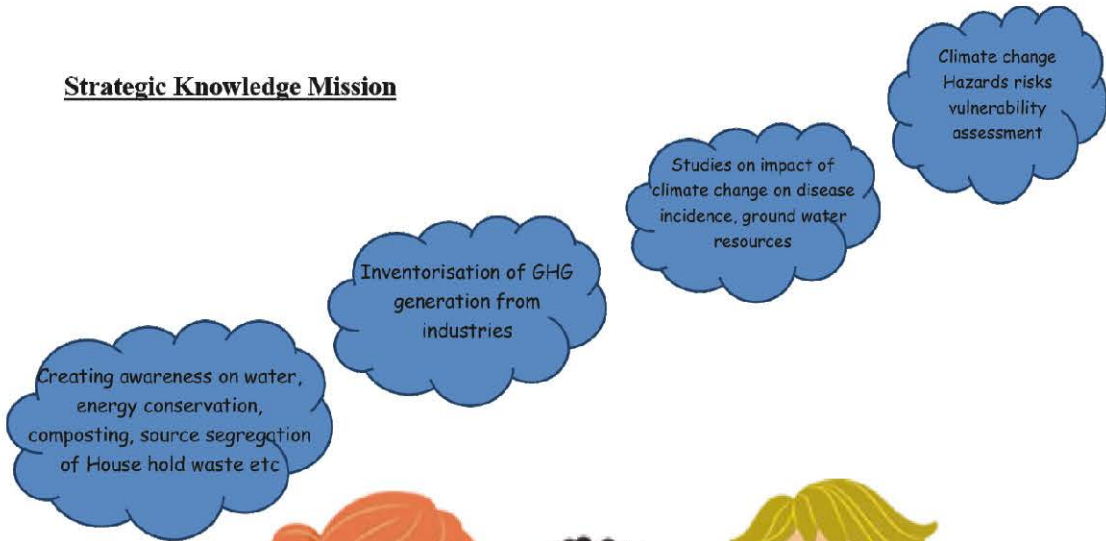 Strategic Knowledge Mission
Climate change
Hazards risks
vulnerability
assessment
Studies on impact of
climate change on disease
incidence, ground water
resources
Inventorisation of GHG
generation from
industries
Creating awareness on water,
energy conservation,
composting, source segregation
of House hold waste etc